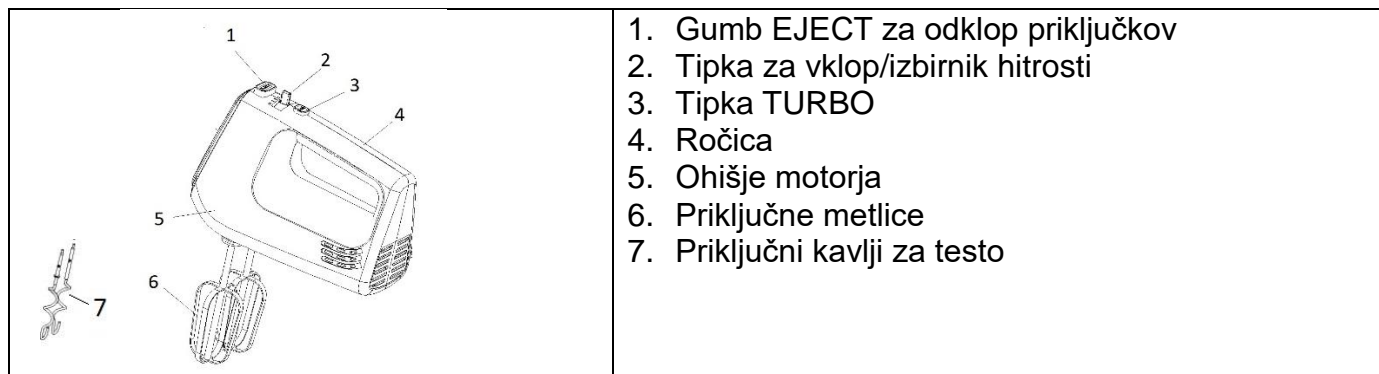 1
2
3
4
5
6
7
1. Gumb EJECT za odklop priključkov
2. Tipka za vklop/izbirnik hitrosti
3. Tipka TURBO
4. Ročica
5. Ohišje motorja
6. Priključne metlice
7. Priključni kavlji za testo